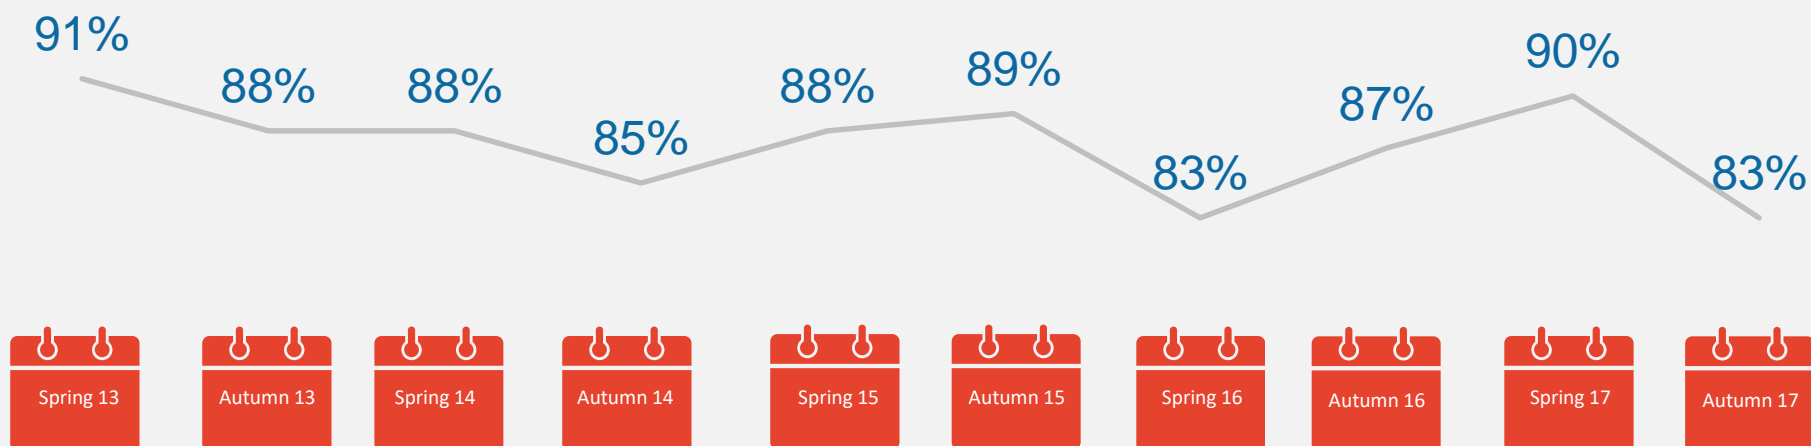 91%
88%
88%
85%
88%
89%
83%
87%
90%
83%
Spring 13
Autumn 13
Spring 14
Autumn 14
Spring 15
Autumn 15
Spring 16
Autumn 16
Spring 17
Autumn 17